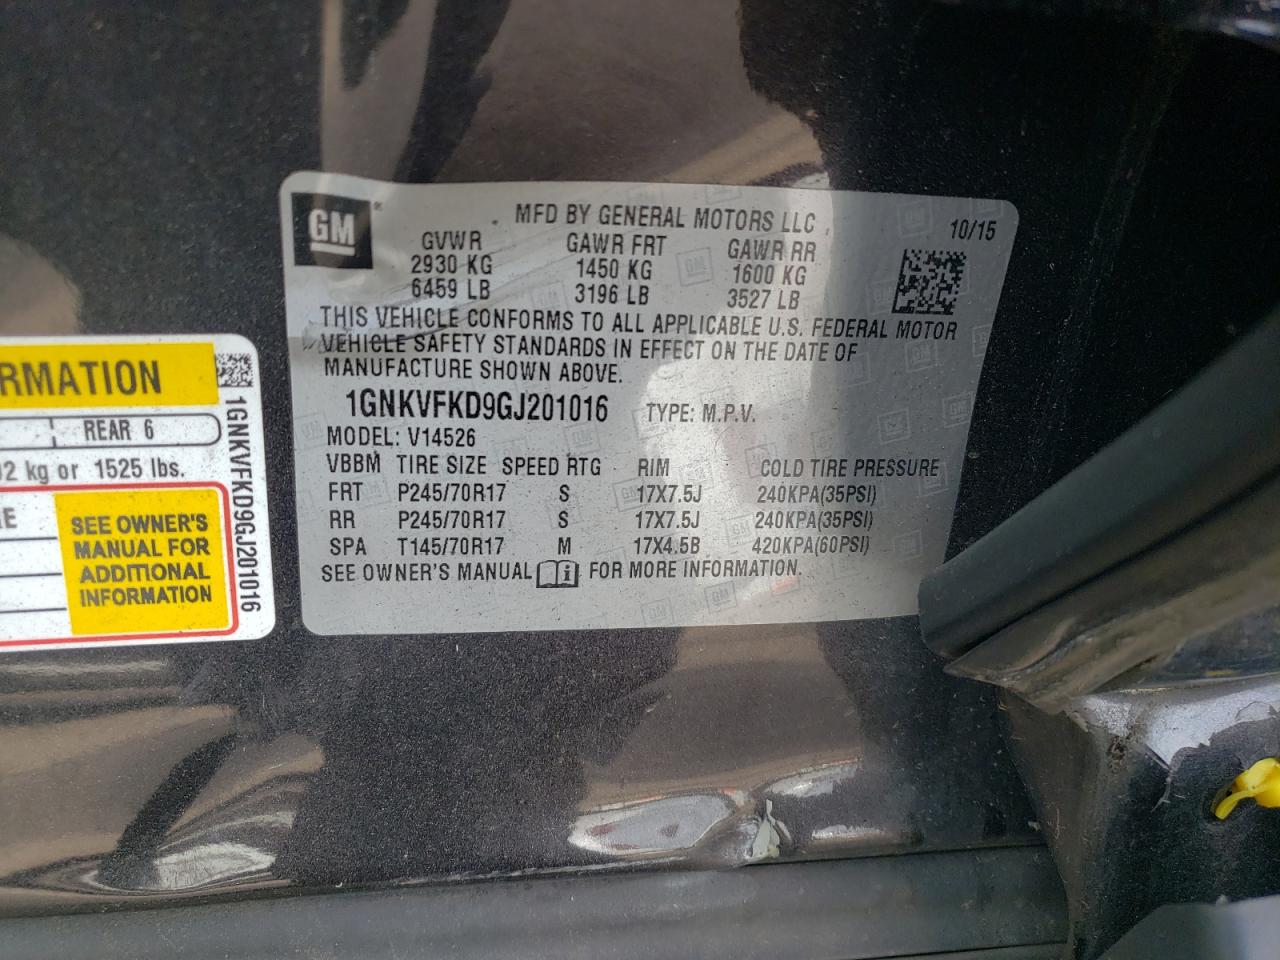 GM
MFD BY GENERAL MOTORS LLC
10/15
GVWR GAWR FRT GAWR RR
2930 KG 1450 KG 1600 KG
6459 LB 3196 LB 3527 LB
THIS VEHICLE CONFORMS TO ALL APPLICABLE U.S. FEDERAL MOTOR
VEHICLE SAFETY STANDARDS IN EFFECT ON THE DATE OF
MANUFACTURE SHOWN ABOVE.
1GNKVFKD9GJ201016 TYPE: M.P.V.
MODEL: V14526
VBBM TIRE SIZE SPEED RTG RIM COLD TIRE PRESSURE
FRT P245/70R17 S 17X7.5J 240KPA(35PSI)
RR P245/70R17 S 17X7.5J 240KPA(35PSI)
SPA T145/70R17 M 17X4.5B 420KPA(60PSI)
SEE OWNER'S MANUAL FOR MORE INFORMATION.
RMATION
REAR 6
92 kg or 1525 lbs.
SEE OWNER'S
MANUAL FOR
ADDITIONAL
INFORMATION
1GNKVFKD9GJ201016